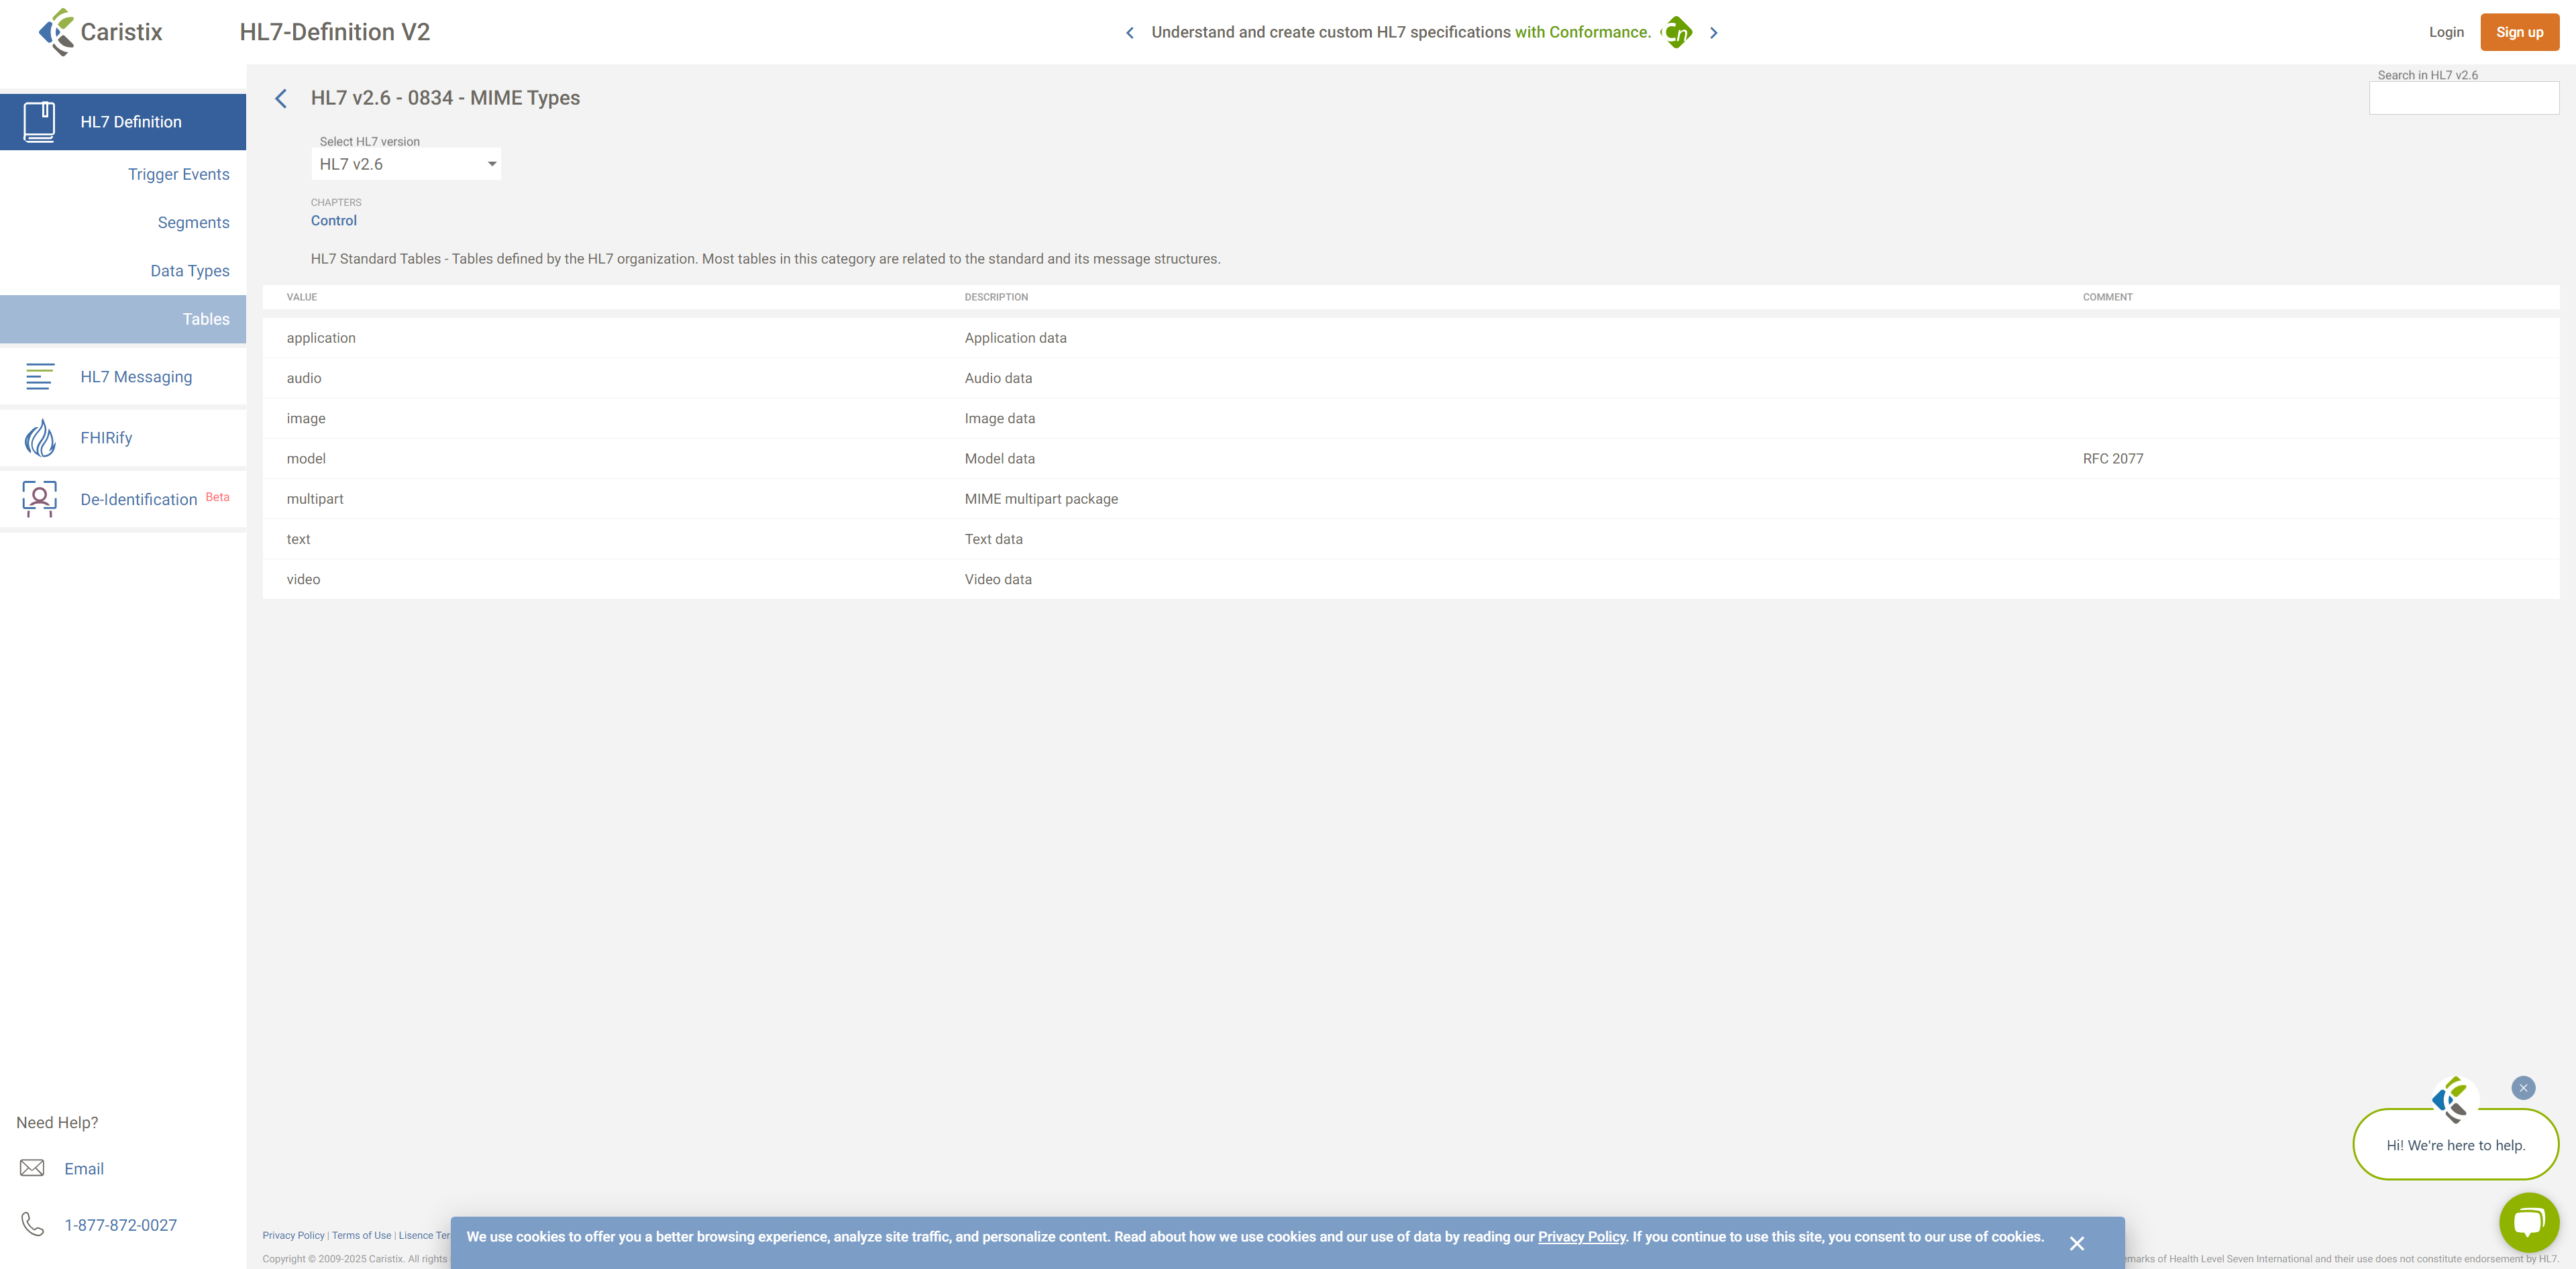 Caristix
HL7-Definition V2
Understand and create custom HL7 specifications with Conformance.
Cn
Login
Sign up
HL7 Definition
Trigger Events
Segments
Data Types
Tables
HL7 Messaging
FHIRify
De-Identification Beta
Need Help?
Email
1-877-872-0027
HL7 v2.6 - 0834 - MIME Types
Search in HL7 v2.6
Select HL7 version
HL7 v2.6
CHAPTERS
Control
HL7 Standard Tables - Tables defined by the HL7 organization. Most tables in this category are related to the standard and its message structures.
VALUE DESCRIPTION COMMENT
application Application data
audio Audio data
image Image data
model Model data RFC 2077
multipart MIME multipart package
text Text data
video Video data
Hi! We're here to help.
Privacy Policy | Terms of Use | Lisence Ter
We use cookies to offer you a better browsing experience, analyze site traffic, and personalize content. Read about how we use cookies and our use of data by reading our Privacy Policy. If you continue to use this site, you consent to our use of cookies.
Copyright © 2009-2025 Caristix. All rights
emarks of Health Level Seven International and their use does not constitute endorsement by HL7.